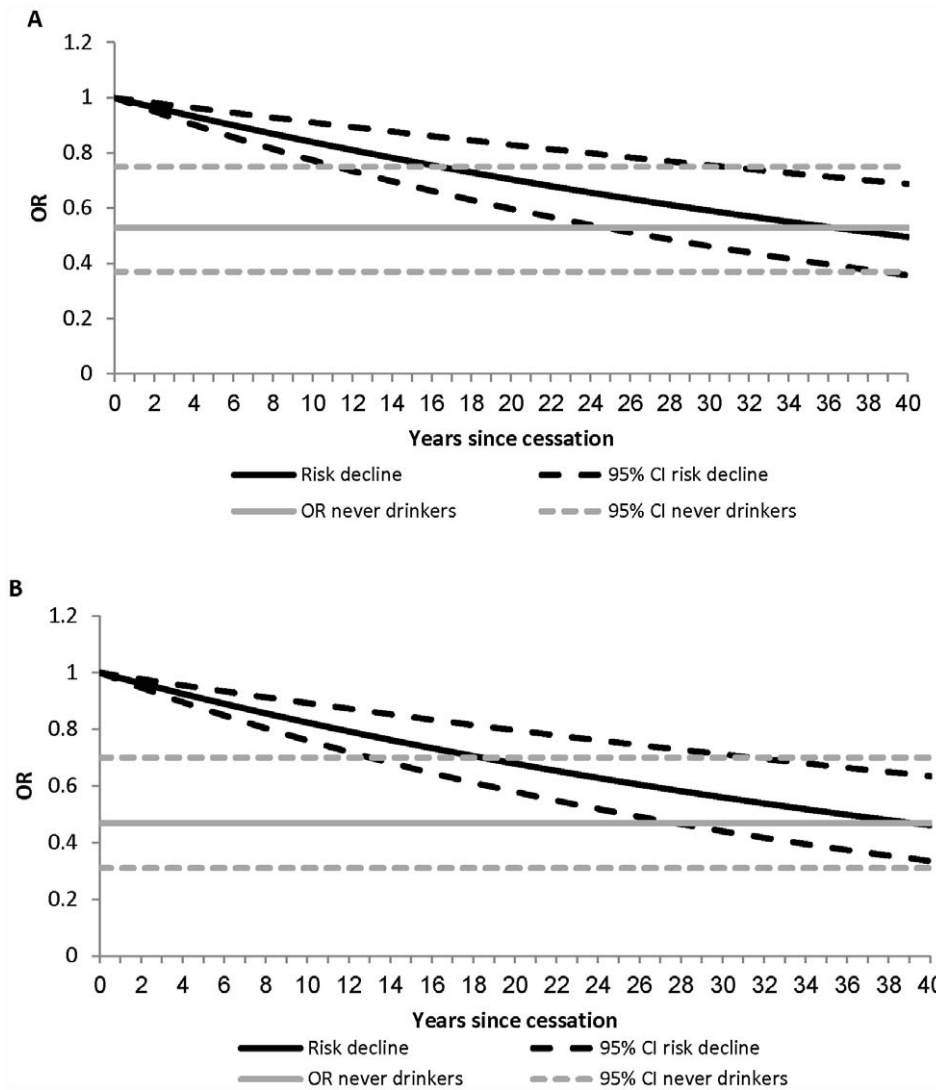 A
1.2
1
0.8
0.6
0.4
0.2
0
OR
0 2 4 6 8 10 12 14 16 18 20 22 24 26 28 30 32 34 36 38 40
Years since cessation
Risk decline 95% CI risk decline
OR never drinkers 95% CI never drinkers
B
1.2
1
0.8
0.6
0.4
0.2
0
OR
0 2 4 6 8 10 12 14 16 18 20 22 24 26 28 30 32 34 36 38 40
Years since cessation
Risk decline 95% CI risk decline
OR never drinkers 95% CI never drinkers